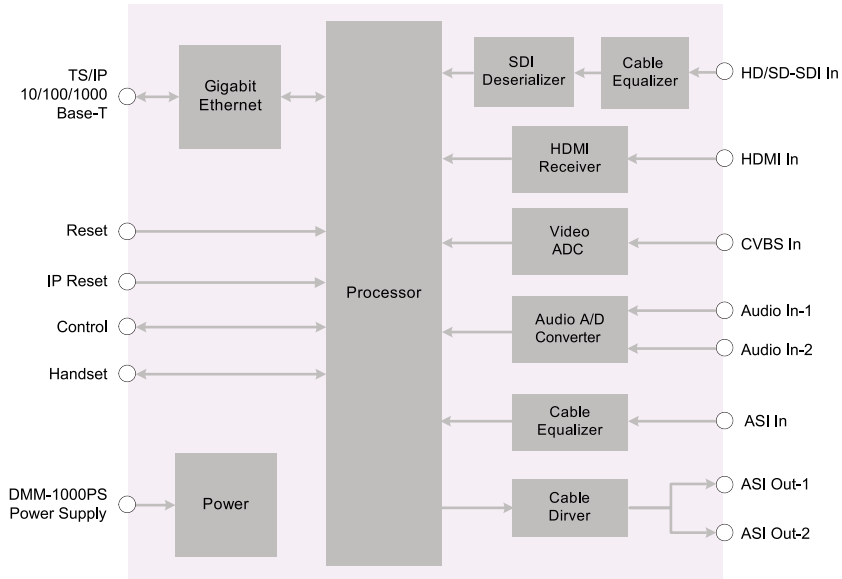 TS/IP
10/100/1000
Base-T
Gigabit
Ethernet
Reset
IP Reset
Control
Handset
DMM-1000PS
Power Supply
Power
Processor
SDI
Deserializer
Cable
Equalizer
HD/SD-SDI In
HDMI
Receiver
HDMI In
Video
ADC
CVBS In
Audio A/D
Converter
Audio In-1
Audio In-2
Cable
Equalizer
ASI In
Cable
Dirver
ASI Out-1
ASI Out-2